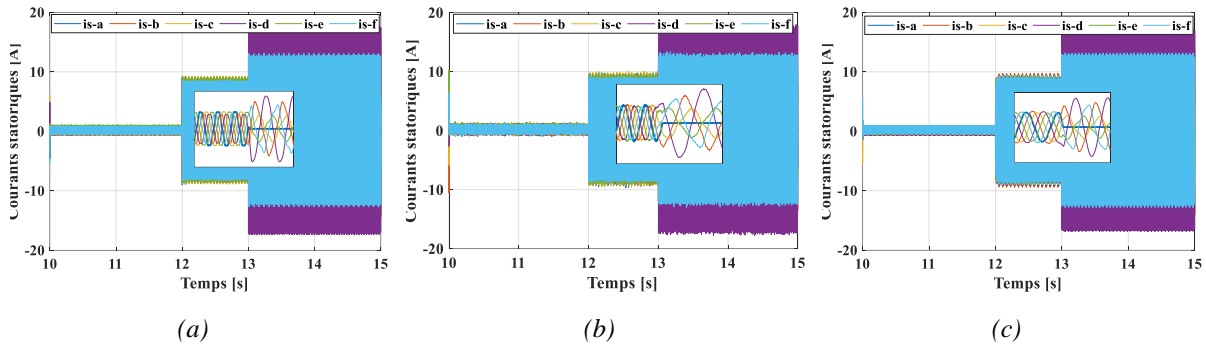 is-a is-b is-c is-d is-e is-f
Courants statoriques [A]
20
10
0
-10
-20
10 11 12 13 14 15
Temps [s]
(a)
is-a is-b is-c is-d is-e is-f
Courants statoriques [A]
20
10
0
-10
-20
10 11 12 13 14 15
Temps [s]
(b)
is-a is-b is-c is-d is-e is-f
Courants statoriques [A]
20
10
0
-10
-20
10 11 12 13 14 15
Temps [s]
(c)